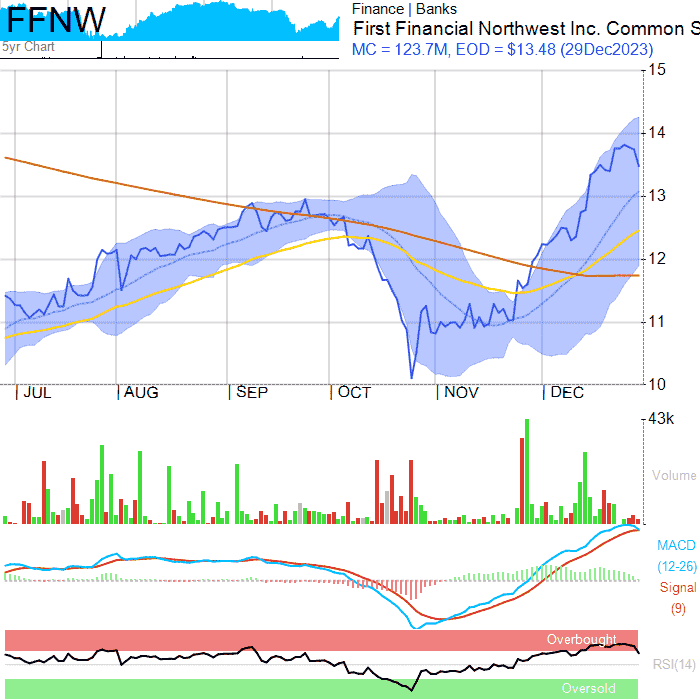 FFNW
5yr Chart
Finance | Banks
First Financial Northwest Inc. Common S
MC = 123.7M, EOD = $13.48 (29Dec2023)
15
14
13
12
11
10
JUL AUG SEP OCT NOV DEC
43k
Volume
MACD
(12-26)
Signal
(9)
Overbought
RSI(14)
Oversold